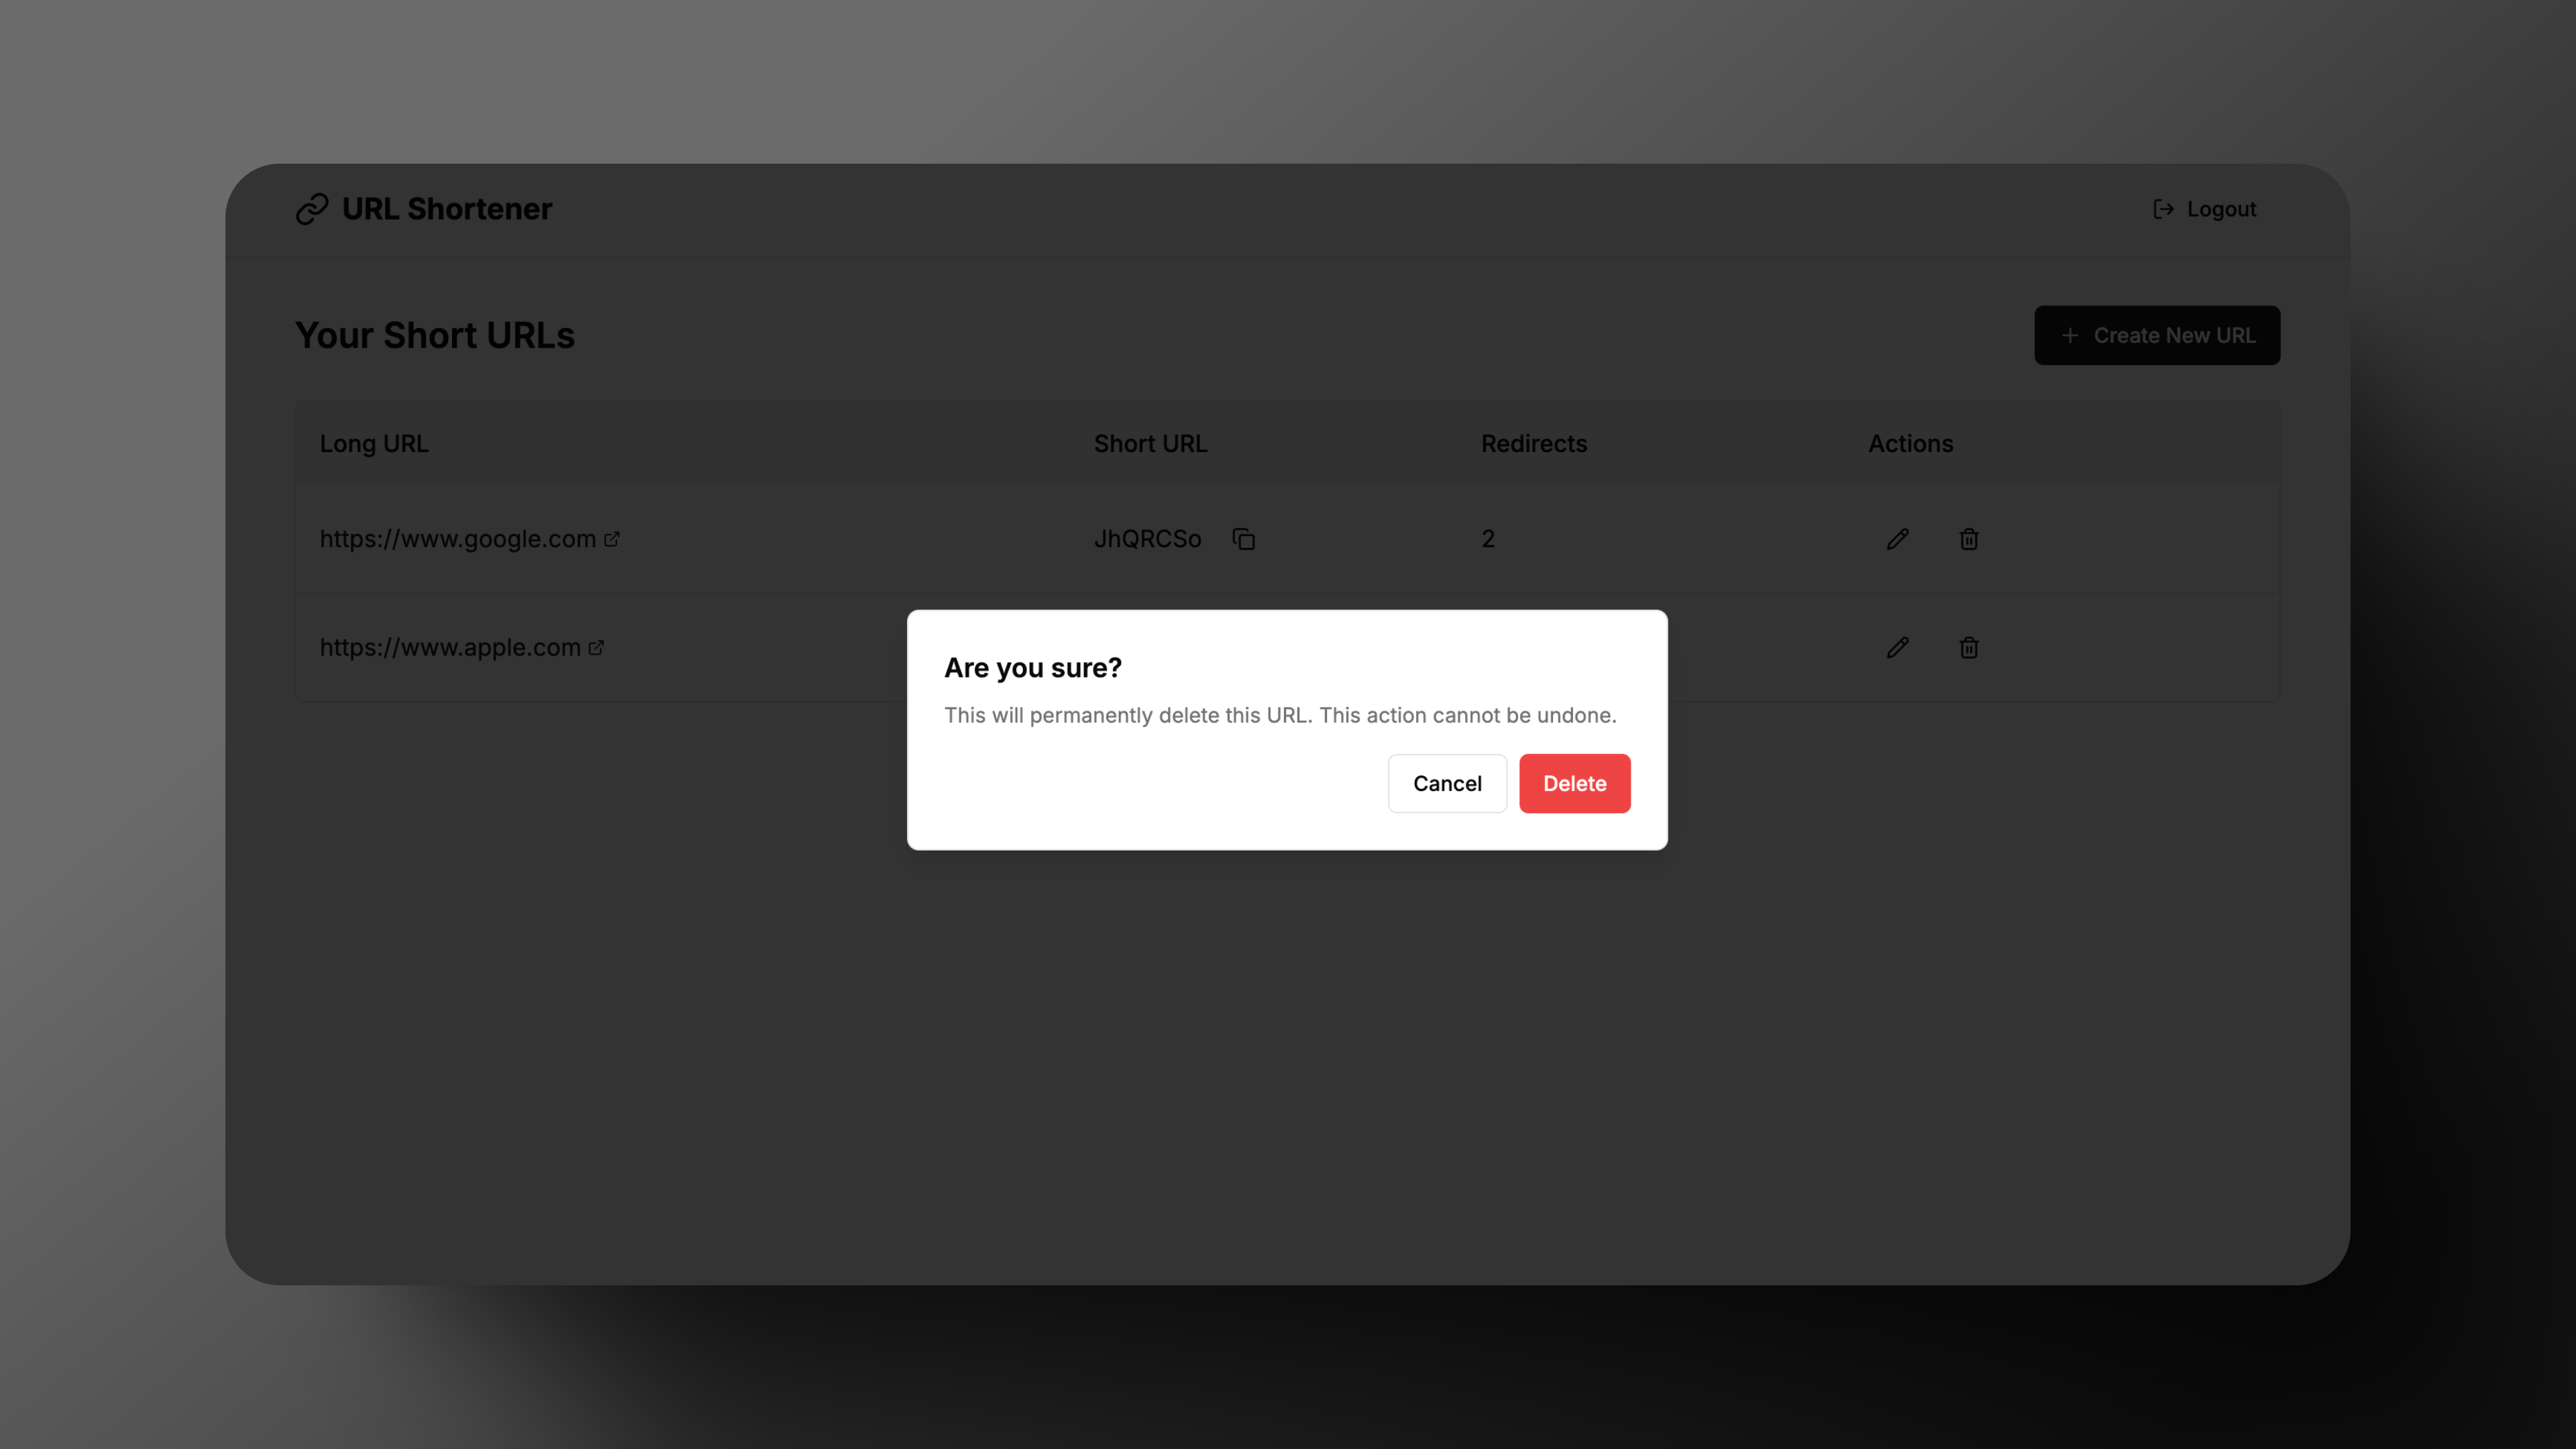 URL Shortener
Logout
Your Short URLs
Create New URL
Long URL Short URL Redirects Actions
https://www.google.com JhQRCSo 2
https://www.apple.com
Are you sure?
This will permanently delete this URL. This action cannot be undone.
Cancel Delete